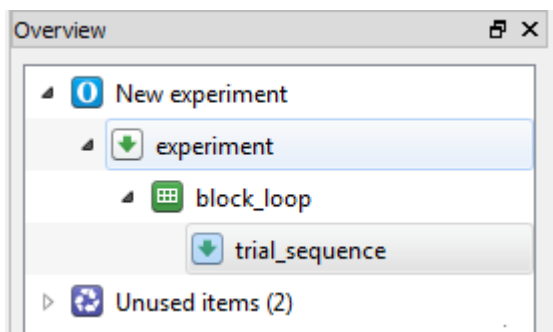 Overview
New experiment
experiment
block_loop
trial_sequence
Unused items (2)